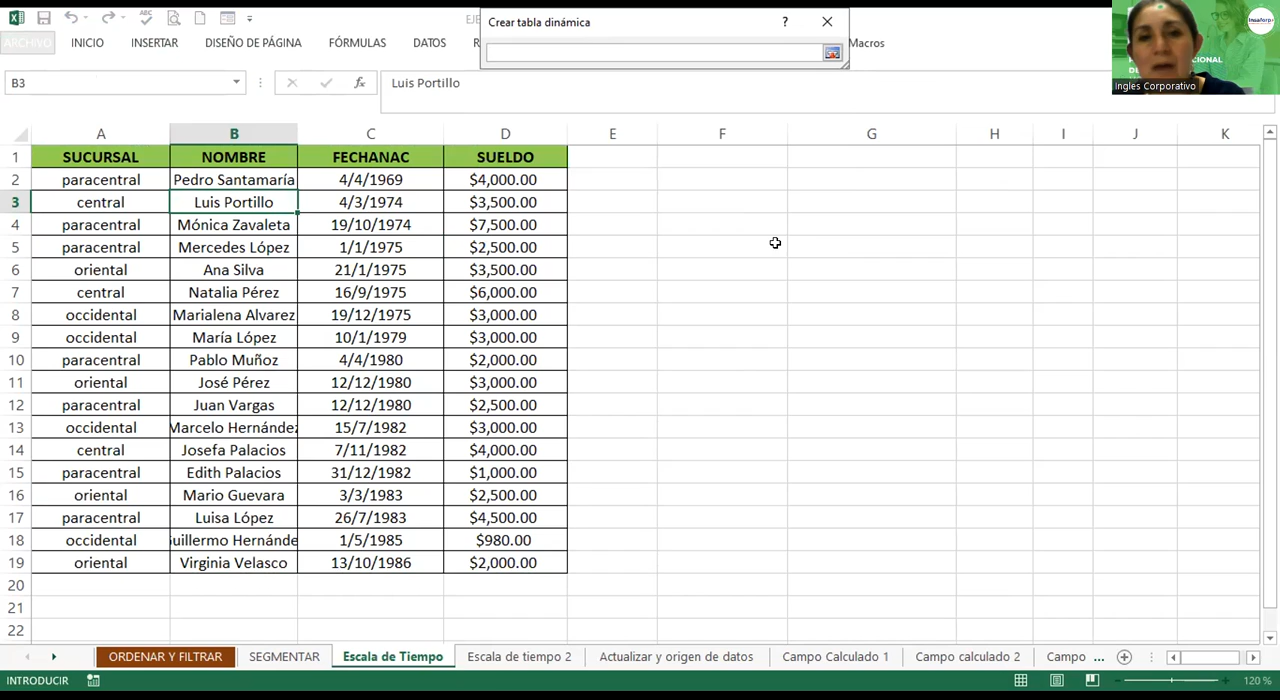 Crear tabla dinámica
?
ARCHIVO INICIO INSERTAR DISEÑO DE PÁGINA FÓRMULAS DATOS Macros
B3 fx Luis Portillo
A B C D E F G H I J K
1 SUCURSAL NOMBRE FECHANAC SUELDO
2 paracentral Pedro Santamaría 4/4/1969 $4,000.00
3 central Luis Portillo 4/3/1974 $3,500.00
4 paracentral Mónica Zavaleta 19/10/1974 $7,500.00
5 paracentral Mercedes López 1/1/1975 $2,500.00
6 oriental Ana Silva 21/1/1975 $3,500.00
7 central Natalia Pérez 16/9/1975 $6,000.00
8 occidental Marialena Alvarez 19/12/1975 $3,000.00
9 occidental María López 10/1/1979 $3,000.00
10 paracentral Pablo Muñoz 4/4/1980 $2,000.00
11 oriental José Pérez 12/12/1980 $3,000.00
12 paracentral Juan Vargas 12/12/1980 $2,500.00
13 occidental Marcelo Hernández 15/7/1982 $3,000.00
14 central Josefa Palacios 7/11/1982 $4,000.00
15 paracentral Edith Palacios 31/12/1982 $1,000.00
16 oriental Mario Guevara 3/3/1983 $2,500.00
17 paracentral Luisa López 26/7/1983 $4,500.00
18 occidental uillermo Hernánde 1/5/1985 $980.00
19 oriental Virginia Velasco 13/10/1986 $2,000.00
20
21
22
ORDENAR Y FILTRAR SEGMENTAR Escala de Tiempo Escala de tiempo 2 Actualizar y origen de datos Campo Calculado 1 Campo calculado 2 Campo ...
INTRODUCIR 120 %
Insaforp
CIONAL
Ingles Corporativo